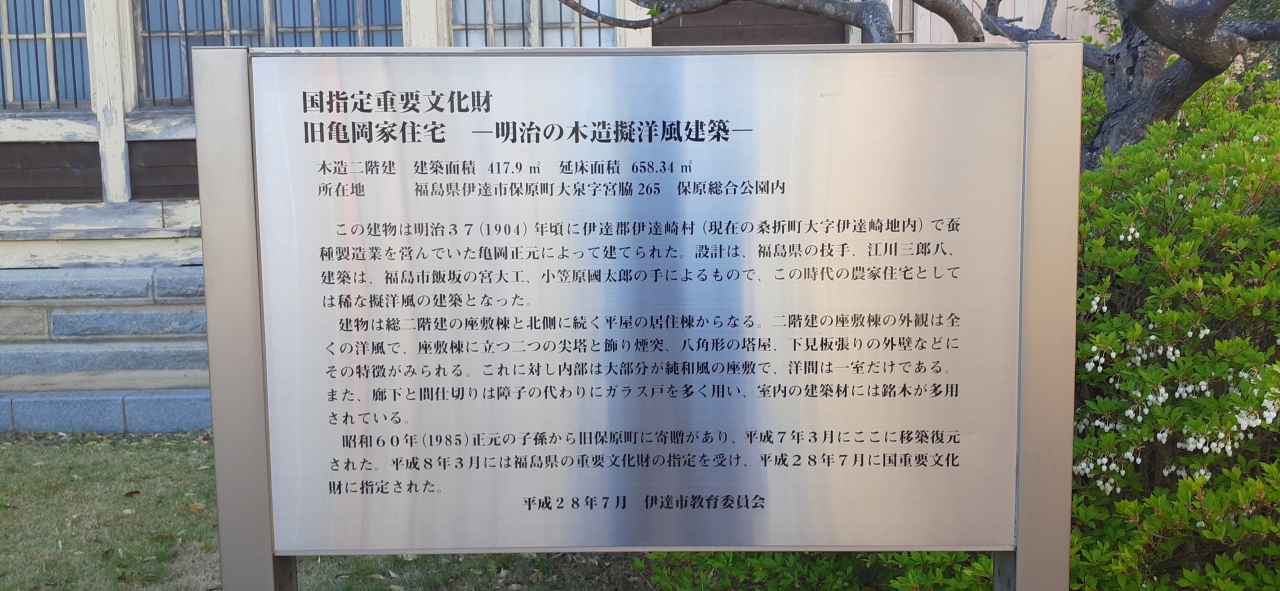 国指定重要文化財
旧亀岡家住宅 ―明治の木造擬洋風建築―
木造二階建 建築面積 417.9 ㎡ 延床面積 658.34 ㎡
所在地 福島県伊達市保原町大泉字宮脇 265 保原総合公園内
この建物は明治３７(1904) 年頃に伊達郡伊達崎村 (現在の桑折町大字伊達崎地内) で蚕
種製造業を営んでいた亀岡正元によって建てられた。設計は、福島県の技手、江川三郎八、
建築は、福島市飯坂の宮大工、小笠原國太郎の手によるもので、この時代の農家住宅として
は稀な擬洋風の建築となった。
建物は総二階建の座敷棟と北側に続く平屋の居住棟からなる。二階建の座敷棟の外観は全
くの洋風で、座敷棟に立つ二つの尖塔と飾り煙突、八角形の塔屋、下見板張りの外壁などに
その特徴がみられる。これに対し内部は大部分が純和風の座敷で、洋間は一室だけである。
また、廊下と間仕切りは障子の代わりにガラス戸を多く用い、室内の建築材には銘木が多用
されている。
昭和６０年(1985)正元の子孫から旧保原町に寄贈があり、平成７年３月にここに移築復元
された。平成８年３月には福島県の重要文化財の指定を受け、平成２８年７月に国重要文化
財に指定された。
平成２８年７月 伊達市教育委員会